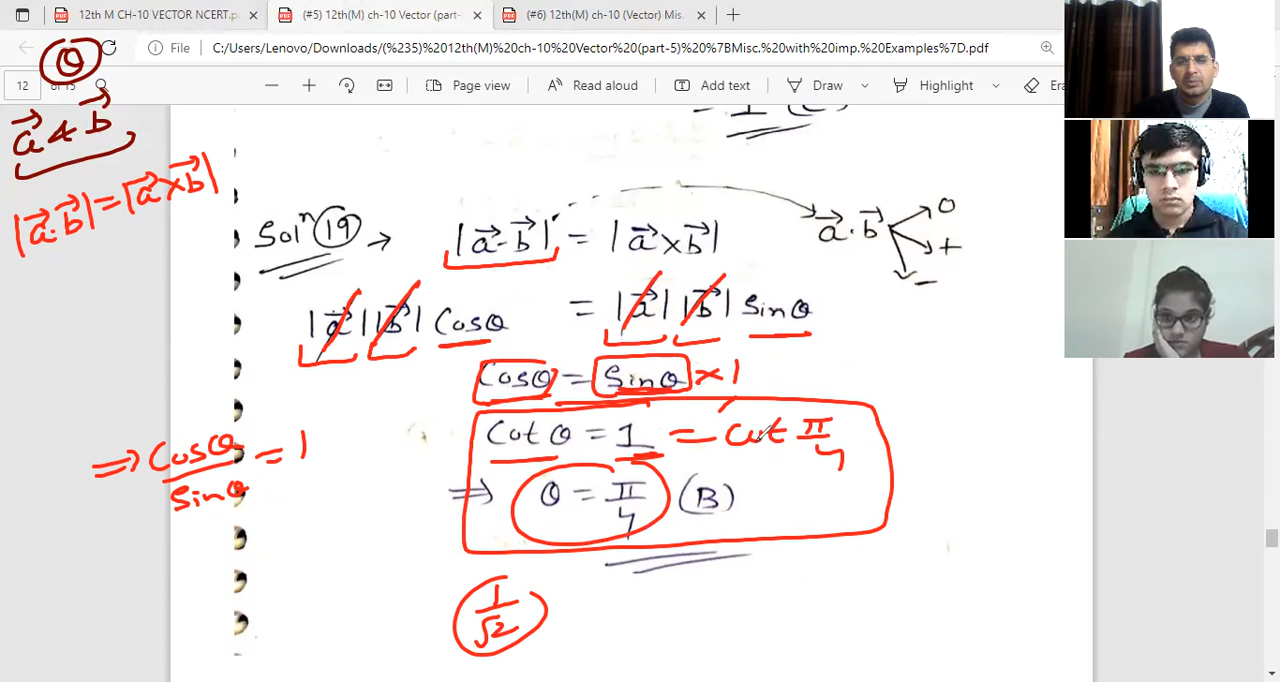 12th M CH-10 VECTOR NCERT.p
(#5) 12th(M) ch-10 Vector (part-
(#6) 12th(M) ch-10 (Vector) Mis.
File
C:/Users/Lenovo/Downloads/(%235)%2012th(M)%20ch-10%20Vector%20(part-5)%20%7BMisc.%20with%20imp.%20Examples%7D.pdf
12
of 15
Page view
Read aloud
Add text
Draw
Highlight
Era
θ
a⃗ & b⃗
|a⃗·b⃗| = |a⃗×b⃗|
Solⁿ 19 →
|a⃗·b⃗| = |a⃗×b⃗|
a⃗·b⃗ 0 + −
|a⃗| |b⃗| Cosθ = |a⃗| |b⃗| Sinθ
Cosθ = Sinθ × 1
Cot θ = 1 = cot π/4
⇒ Cosθ/Sinθ = 1
⇒ θ = π/4 (B)
1/√2